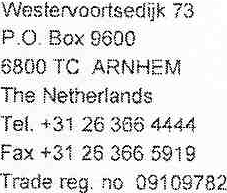 Westervoortsedijk 73
P.O. Box 9600
6800 TC ARNHEM
The Netherlands
Tel. +31 26 366 4444
Fax +31 26 366 5919
Trade reg. no 09109782